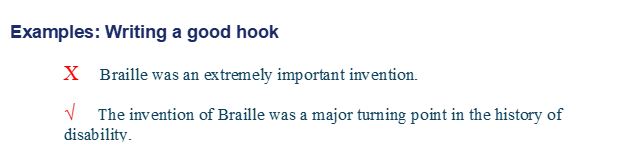 Examples: Writing a good hook
X Braille was an extremely important invention.
√ The invention of Braille was a major turning point in the history of
disability.